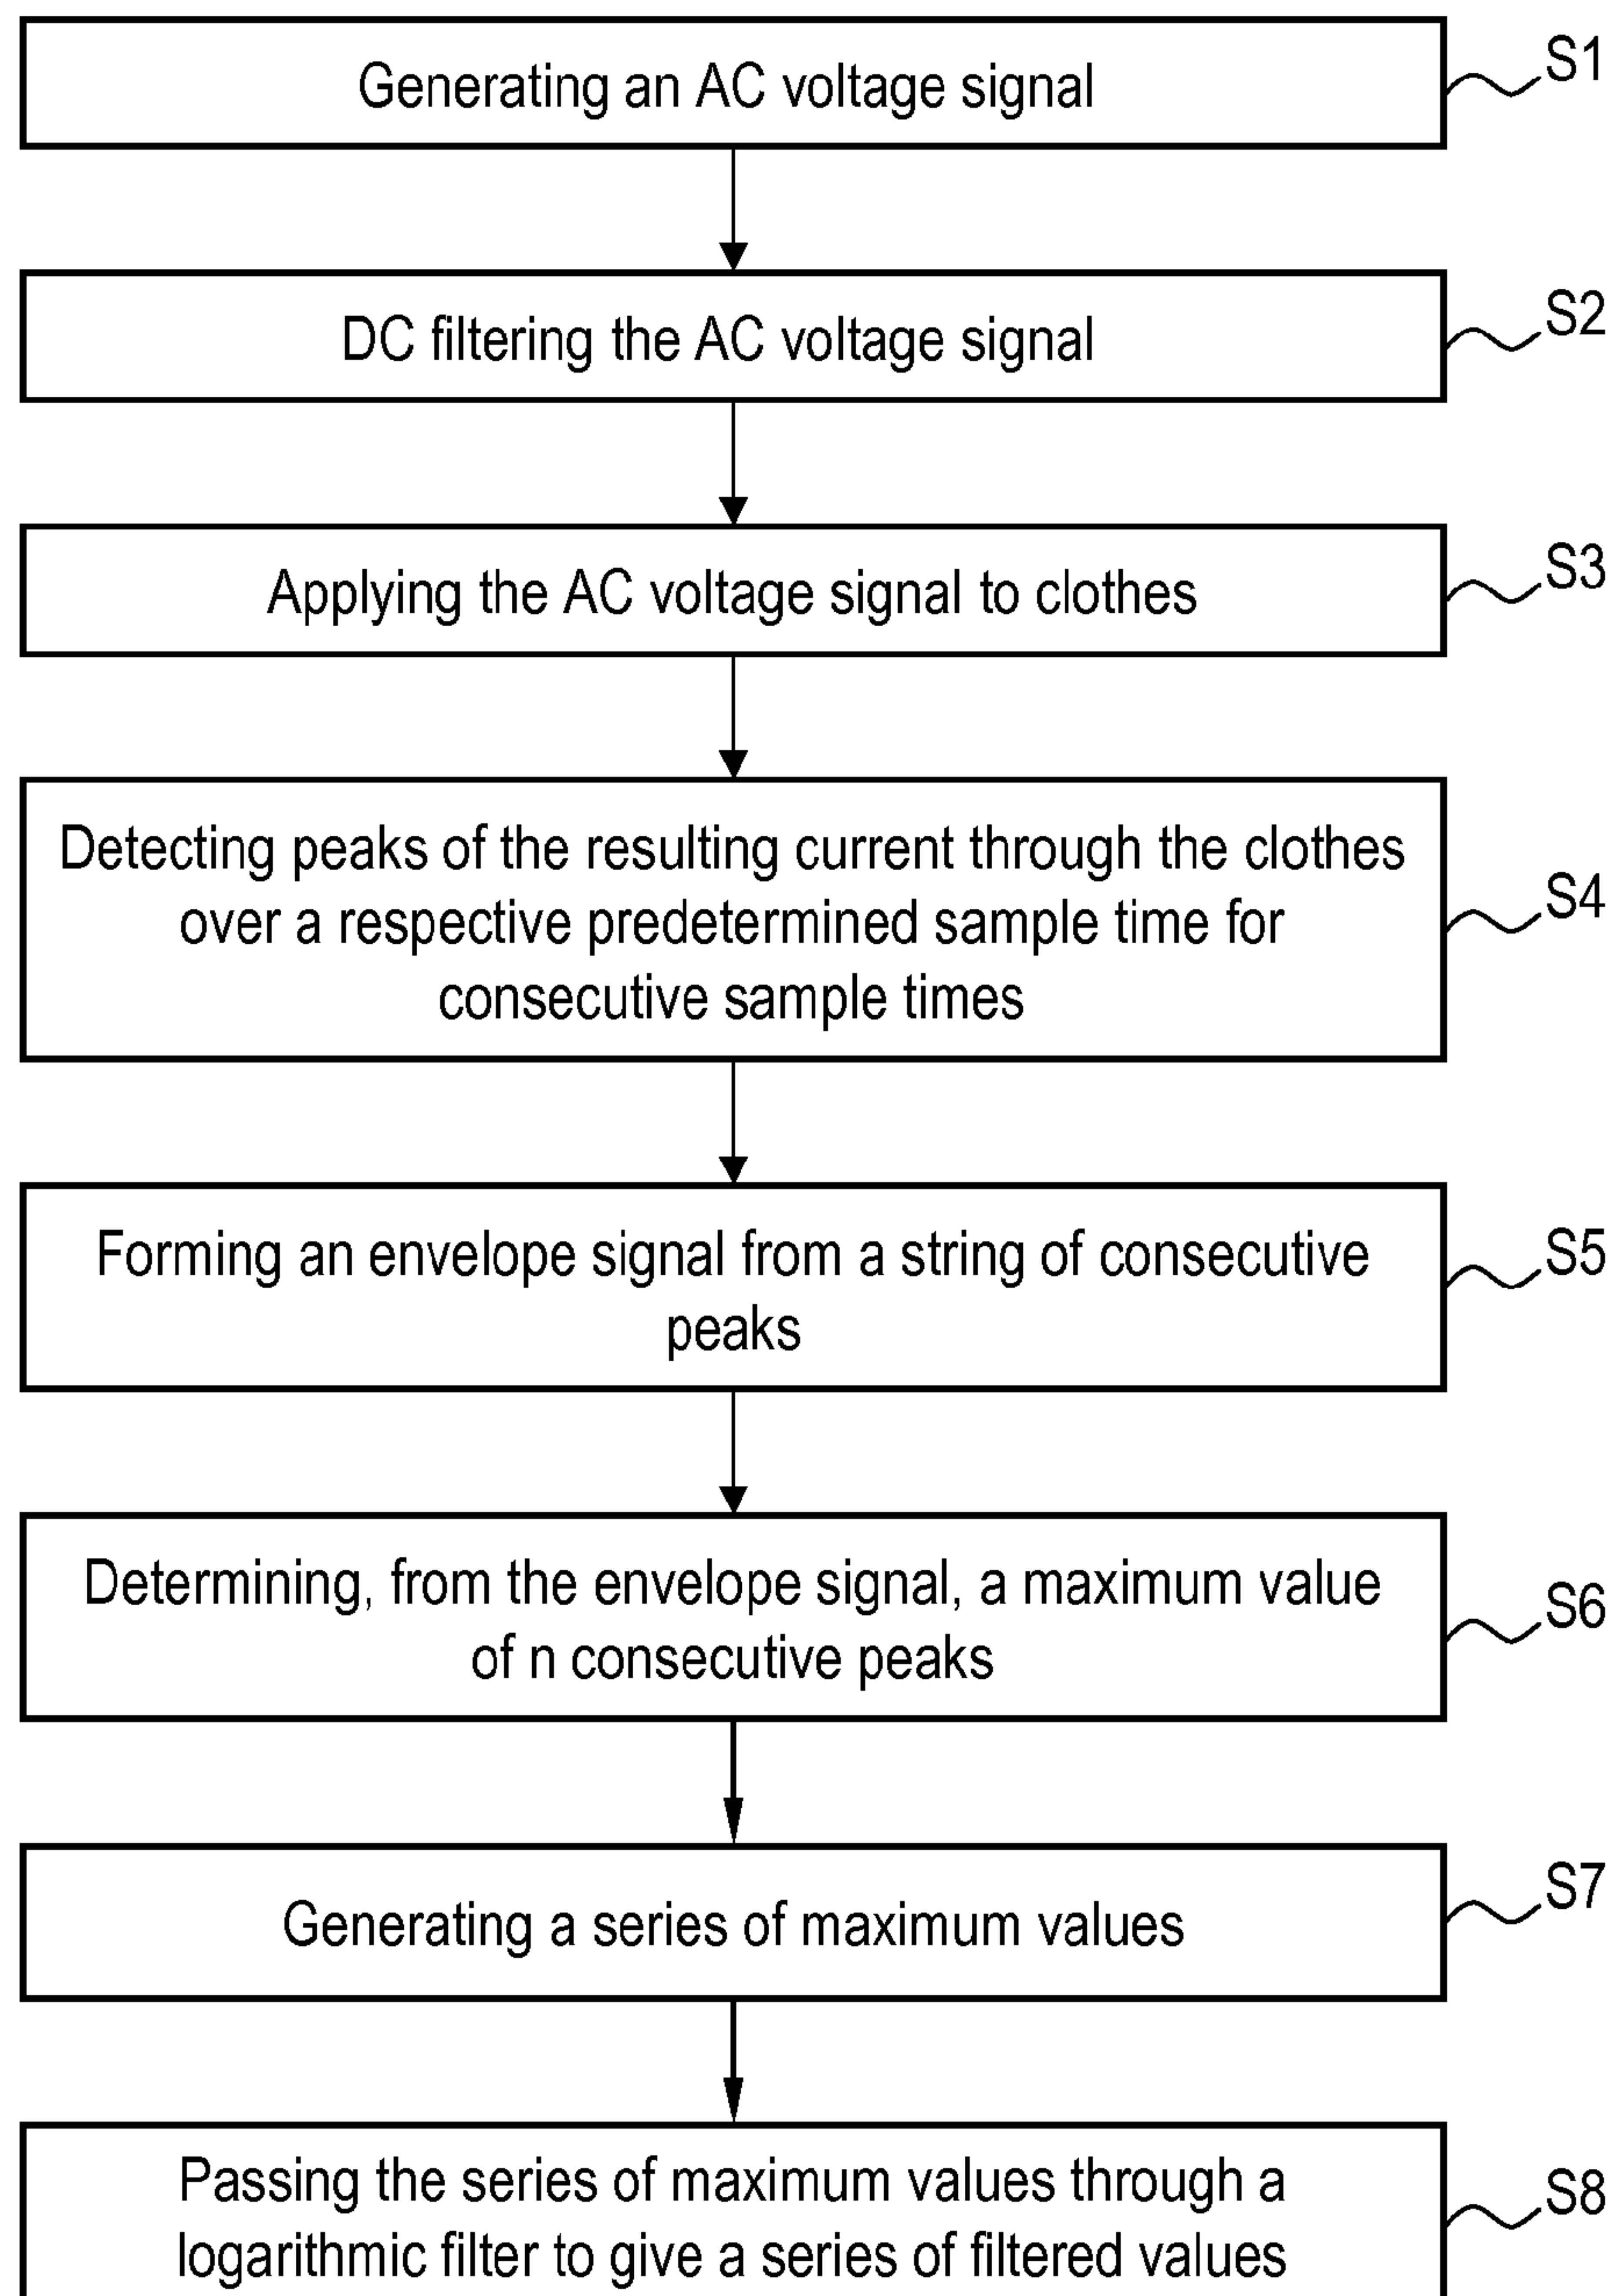 Generating an AC voltage signal
S1
DC filtering the AC voltage signal
S2
Applying the AC voltage signal to clothes
S3
Detecting peaks of the resulting current through the clothes
over a respective predetermined sample time for
consecutive sample times
S4
Forming an envelope signal from a string of consecutive
peaks
S5
Determining, from the envelope signal, a maximum value
of n consecutive peaks
S6
Generating a series of maximum values
S7
Passing the series of maximum values through a
logarithmic filter to give a series of filtered values
S8